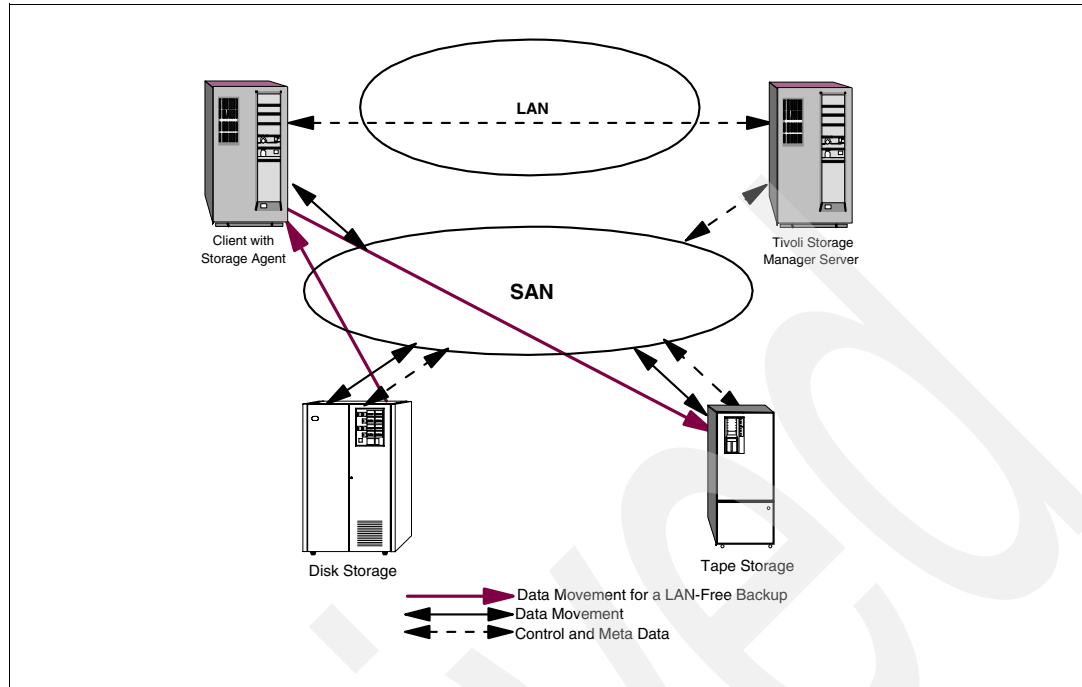 LAN
Client with
Storage Agent
Tivoli Storage
Manager Server
SAN
Disk Storage
Tape Storage
Data Movement for a LAN-Free Backup
Data Movement
Control and Meta Data